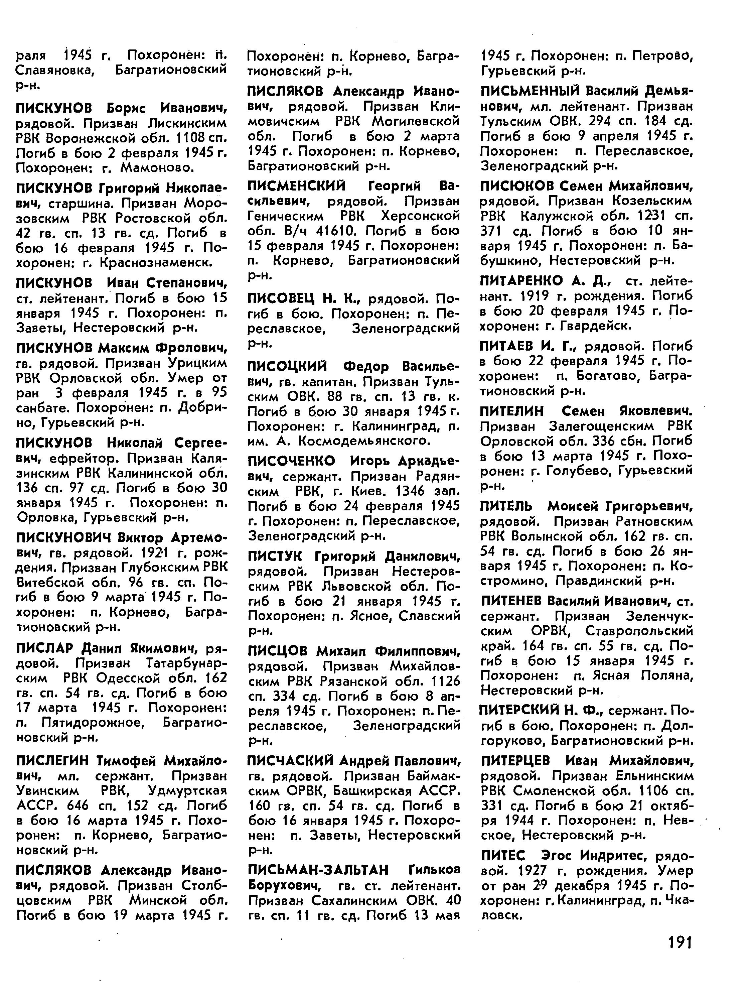 раля 1945 г. Похоронен: п.
Славяновка, Багратионовский
р-н.
ПИСКУНОВ Борис Иванович,
рядовой. Призван Лискинским
РВК Воронежской обл. 1108 сп.
Погиб в бою 2 февраля 1945 г.
Похоронен: г. Мамоново.
ПИСКУНОВ Григорий Николае-
вич, старшина. Призван Моро-
зовским РВК Ростовской обл.
42 гв. сп. 13 гв. сд. Погиб в
бою 16 февраля 1945 г. По-
хоронен: г. Краснознаменск.
ПИСКУНОВ Иван Степанович,
ст. лейтенант. Погиб в бою 15
января 1945 г. Похоронен: п.
Заветы, Нестеровский р-н.
ПИСКУНОВ Максим Фролович,
гв. рядовой. Призван Урицким
РВК Орловской обл. Умер от
ран 3 февраля 1945 г. в 95
санбате. Похоронен: п. Добри-
но, Гурьевский р-н.
ПИСКУНОВ Николай Сергее-
вич, ефрейтор. Призван Каля-
зинским РВК Калининской обл.
136 сп. 97 сд. Погиб в бою 30
января 1945 г. Похоронен: п.
Орловка, Гурьевский р-н.
ПИСКУНОВИЧ Виктор Артемо-
вич, гв. рядовой. 1921 г. рож-
дения. Призван Глубокским РВК
Витебской обл. 96 гв. сп. По-
гиб в бою 9 марта 1945 г. По-
хоронен: п. Корнево, Багра-
тионовский р-н.
ПИСЛАР Данил Якимович, ря-
довой. Призван Татарбунар-
ским РВК Одесской обл. 162
гв. сп. 54 гв. сд. Погиб в бою
17 марта 1945 г. Похоронен:
п. Пятидорожное, Багратио-
новский р-н.
ПИСЛЕГИН Тимофей Михайло-
вич, мл. сержант. Призван
Увинским РВК, Удмуртская
АССР. 646 сп. 152 сд. Погиб
в бою 16 марта 1945 г. Похо-
ронен: п. Корнево, Багратио-
новский р-н.
ПИСЛЯКОВ Александр Ивано-
вич, рядовой. Призван Столб-
цовским РВК Минской обл.
Погиб в бою 19 марта 1945 г.
Похоронен: п. Корнево, Багра-
тионовский р-н.
ПИСЛЯКОВ Александр Ивано-
вич, рядовой. Призван Кли-
мовичским РВК Могилевской
обл. Погиб в бою 2 марта
1945 г. Похоронен: п. Корнево,
Багратионовский р-н.
ПИСМЕНСКИЙ Георгий Ва-
сильевич, рядовой. Призван
Геническим РВК Херсонской
обл. В/ч 41610. Погиб в бою
15 февраля 1945 г. Похоронен:
п. Корнево, Багратионовский
р-н.
ПИСОВЕЦ Н. К., рядовой. По-
гиб в бою. Похоронен: п. Пе-
реславское, Зеленоградский
р-н.
ПИСОЦКИЙ Федор Василье-
вич, гв. капитан. Призван Туль-
ским ОВК. 88 гв. сп. 13 гв. к.
Погиб в бою 30 января 1945 г.
Похоронен: г. Калининград, п.
им. А. Космодемьянского.
ПИСОЧЕНКО Игорь Аркадье-
вич, сержант. Призван Радян-
ским РВК, г. Киев. 1346 зап.
Погиб в бою 24 февраля 1945
г. Похоронен: п. Переславское,
Зеленоградский р-н.
ПИСТУК Григорий Данилович,
рядовой. Призван Нестеров-
ским РВК Львовской обл. По-
гиб в бою 21 января 1945 г.
Похоронен: п. Ясное, Славский
р-н.
ПИСЦОВ Михаил Филиппович,
рядовой. Призван Михайлов-
ским РВК Рязанской обл. 1126
сп. 334 сд. Погиб в бою 8 ап-
реля 1945 г. Похоронен: п. Пе-
реславское, Зеленоградский
р-н.
ПИСЧАСКИЙ Андрей Павлович,
гв. рядовой. Призван Баймак-
ским ОРВК, Башкирская АССР.
160 гв. сп. 54 гв. сд. Погиб в
бою 16 января 1945 г. Похоро-
нен: п. Заветы, Нестеровский
р-н.
ПИСЬМАН-ЗАЛЬТАН Гильков
Борухович, гв. ст. лейтенант.
Призван Сахалинским ОВК. 40
гв. сп. 11 гв. сд. Погиб 13 мая
1945 г. Похоронен: п. Петрово,
Гурьевский р-н.
ПИСЬМЕННЫЙ Василий Демья-
нович, мл. лейтенант. Призван
Тульским ОВК. 294 сп. 184 сд.
Погиб в бою 9 апреля 1945 г.
Похоронен: п. Переславское,
Зеленоградский р-н.
ПИСЮКОВ Семен Михайлович,
рядовой. Призван Козельским
РВК Калужской обл. 1231 сп.
371 сд. Погиб в бою 10 ян-
варя 1945 г. Похоронен: п. Ба-
бушкино, Нестеровский р-н.
ПИТАРЕНКО А. Д., ст. лейте-
нант. 1919 г. рождения. Погиб
в бою 20 февраля 1945 г. По-
хоронен: г. Гвардейск.
ПИТАЕВ И. Г., рядовой. Погиб
в бою 22 февраля 1945 г. По-
хоронен: п. Богатово, Багра-
тионовский р-н.
ПИТЕЛИН Семен Яковлевич.
Призван Залегощенским РВК
Орловской обл. 336 сбн. Погиб
в бою 13 марта 1945 г. Похо-
ронен: г. Голубево, Гурьевский
р-н.
ПИТЕЛЬ Моисей Григорьевич,
рядовой. Призван Ратновским
РВК Волынской обл. 162 гв. сп.
54 гв. сд. Погиб в бою 26 ян-
варя 1945 г. Похоронен: п. Ко-
стромино, Правдинский р-н.
ПИТЕНЕВ Василий Иванович, ст.
сержант. Призван Зеленчук-
ским ОРВК, Ставропольский
край. 164 гв. сп. 55 гв. сд. По-
гиб в бою 15 января 1945 г.
Похоронен: п. Ясная Поляна,
Нестеровский р-н.
ПИТЕРСКИЙ Н. Ф., сержант. По-
гиб в бою. Похоронен: п. Дол-
горуково, Багратионовский р-н.
ПИТЕРЦЕВ Иван Михайлович,
рядовой. Призван Ельнинским
РВК Смоленской обл. 1106 сп.
331 сд. Погиб в бою 21 октяб-
ря 1944 г. Похоронен: п. Нев-
ское, Нестеровский р-н.
ПИТЕС Эгос Индритес, рядо-
вой. 1927 г. рождения. Умер
от ран 29 декабря 1945 г. По-
хоронен: г. Калининград, п. Чка-
ловск.
191